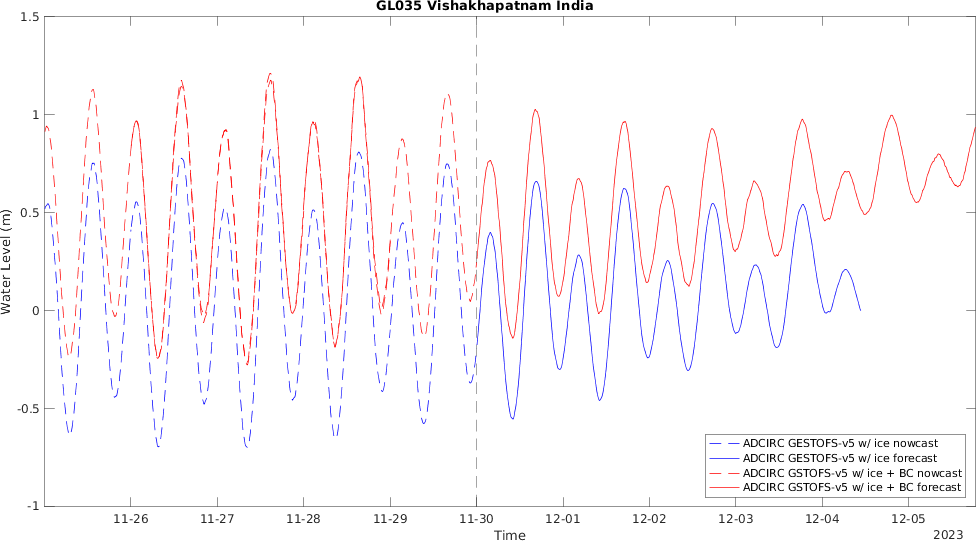 GL035 Vishakhapatnam India
1.5
1
0.5
0
-0.5
-1
Water Level (m)
ADCIRC GESTOFS-v5 w/ ice nowcast
ADCIRC GESTOFS-v5 w/ ice forecast
ADCIRC GSTOFS-v5 w/ ice + BC nowcast
ADCIRC GSTOFS-v5 w/ ice + BC forecast
11-26 11-27 11-28 11-29 11-30 12-01 12-02 12-03 12-04 12-05
Time
2023